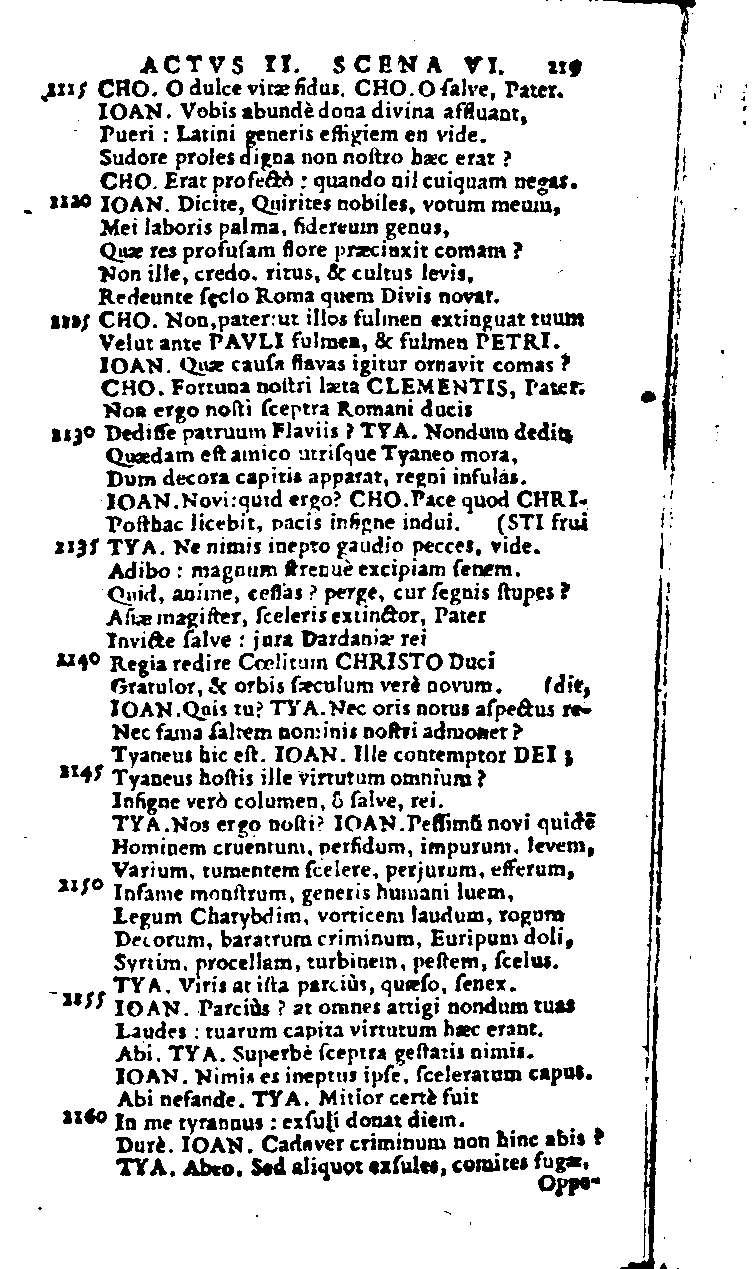 ACTVS II. SCENA VI. 219
2115 CHO. O dulce vitæ ſidus. CHO. O ſalve, Pater.
IOAN. Vobis abundè dona divina affluant,
Pueri : Latini generis effigiem en vide.
Sudore proles digna non noſtro hæc erat ?
CHO. Erat profectò : quando nil cuiquam negas.
2120 IOAN. Dicite, Quirites nobiles, votum meum,
Mei laboris palma, ſidereum genus,
Quæ res profuſam flore præcinxit comam ?
Non ille, credo, ritus, & cultus levis,
Redeunte ſęclo Roma quem Divis novat.
2125 CHO. Non, pater: ut illos fulmen extinguat tuum
Velut ante PAVLI fulmen, & fulmen PETRI.
IOAN. Quæ cauſa flavas igitur ornavit comas ?
CHO. Fortuna noſtri læta CLEMENTIS, Pater.
Non ergo noſti ſceptra Romani ducis
2130 Dediſſe patruum Flaviis ? TYA. Nondum dedit,
Quædam eſt amico utriſque Tyaneo mora,
Dum decora capitis apparat, regni inſulas.
IOAN. Novi: quid ergo? CHO. Pace quod CHRI-
Poſthac licebit, pacis inſigne indui. (STI frui
2135 TYA. Ne nimis inepto gaudio pecces, vide.
Adibo : magnum ſtrenuè excipiam ſenem.
Quid, anime, ceſſas ? perge, cur ſegnis ſtupes ?
Aſiæ magiſter, ſceleris extinctor, Pater
Invicte ſalve : jura Dardaniæ rei
2140 Regia redire Cœlitum CHRISTO Duci
Gratulor, & orbis ſæculum verè novum. (dit,
IOAN. Quis tu? TYA. Nec oris notus aſpectus re-
Nec fama ſaltem nominis noſtri admonet ?
Tyaneus hic eſt. IOAN. Ille contemptor DEI ;
2145 Tyaneus hoſtis ille virtutum omnium ?
Inſigne verò columen, ô ſalve, rei.
TYA. Nos ergo noſti? IOAN. Peſſimū novi quidē
Hominem cruentum, perfidum, impurum, levem,
Varium, tumentem ſcelere, perjurum, efferum,
2150 Infame monſtrum, generis humani luem,
Legum Charybdim, vorticem laudum, rogum
Decorum, baratrum criminum, Euripum doli,
Syrtim, procellam, turbinem, peſtem, ſcelus.
TYA. Viris at iſta parciùs, quæſo, ſenex.
2155 IOAN. Parciùs ? at omnes attigi nondum tuas
Laudes : tuarum capita virtutum hæc erant.
Abi. TYA. Superbè ſceptra geſtatis nimis.
IOAN. Nimis es ineptus ipſe, ſceleratum caput.
Abi nefande. TYA. Mitior certè fuit
2160 In me tyrannus : exſuli donat diem.
Durè. IOAN. Cadaver criminum non hinc abis ?
TYA. Abeo. Sed aliquot exſules, comites fugæ,
Oppo-